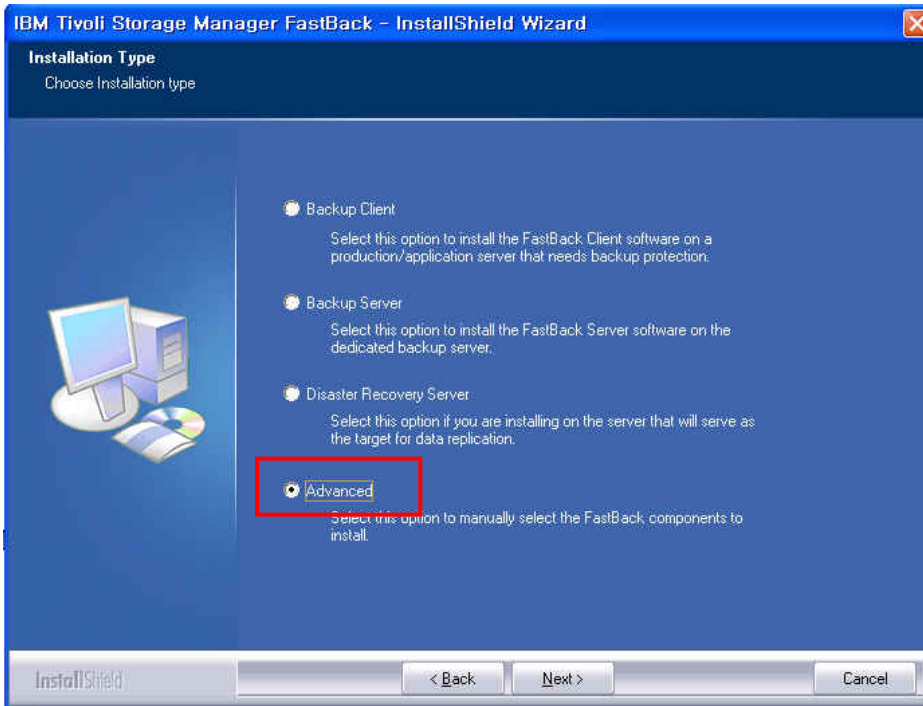 IBM Tivoli Storage Manager FastBack - InstallShield Wizard
Installation Type
Choose Installation type
Backup Client
Select this option to install the FastBack Client software on a
production/application server that needs backup protection.
Backup Server
Select this option to install the FastBack Server software on the
dedicated backup server.
Disaster Recovery Server
Select this option if you are installing on the server that will serve as
the target for data replication.
Advanced
Select this option to manually select the FastBack components to
install.
InstallShield
< Back
Next >
Cancel